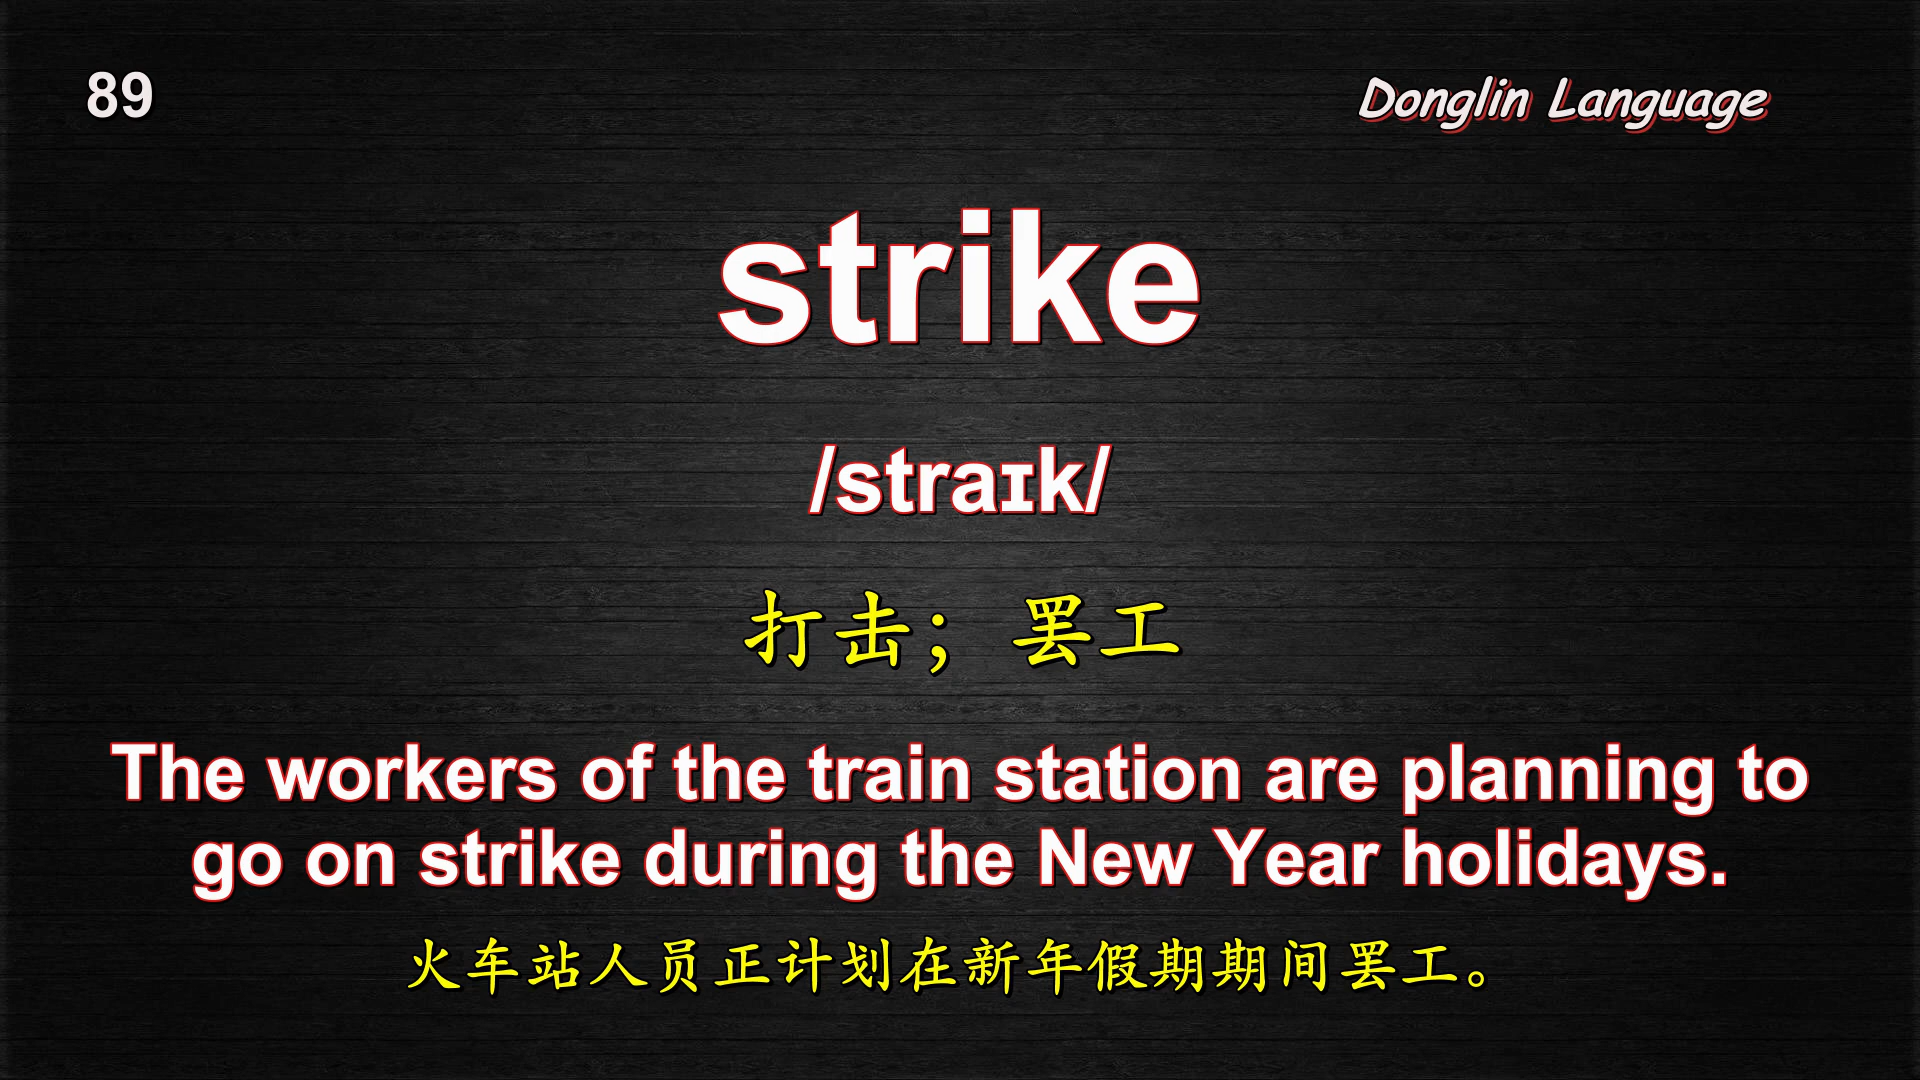 89
Donglin Language
strike
/straɪk/
打击；罢工
The workers of the train station are planning to
go on strike during the New Year holidays.
火车站人员正计划在新年假期期间罢工。